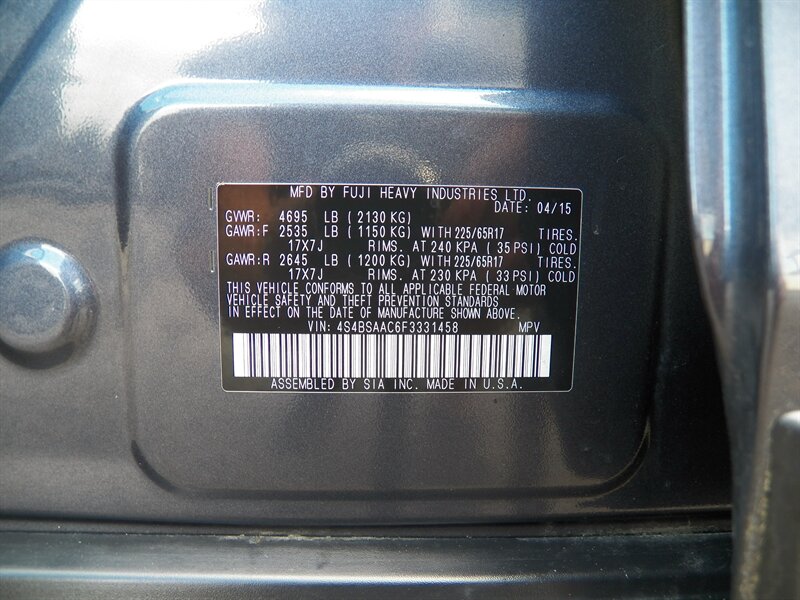 MFD BY FUJI HEAVY INDUSTRIES LTD.
DATE: 04/15
GVWR: 4695 LB ( 2130 KG)
GAWR:F 2535 LB ( 1150 KG) WITH 225/65R17 TIRES.
17X7J RIMS. AT 240 KPA ( 35 PSI) COLD
GAWR:R 2645 LB ( 1200 KG) WITH 225/65R17 TIRES.
17X7J RIMS. AT 230 KPA ( 33 PSI) COLD
THIS VEHICLE CONFORMS TO ALL APPLICABLE FEDERAL MOTOR
VEHICLE SAFETY AND THEFT PREVENTION STANDARDS
IN EFFECT ON THE DATE OF MANUFACTURE SHOWN ABOVE.
VIN: 4S4BSAAC6F3331458 MPV
ASSEMBLED BY SIA INC. MADE IN U.S.A.